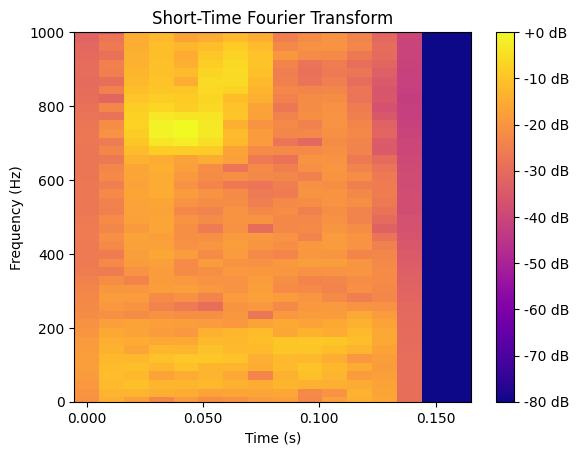 Short-Time Fourier Transform
1000
800
600
400
200
0
Frequency (Hz)
0.000
0.050
0.100
0.150
Time (s)
+0 dB
-10 dB
-20 dB
-30 dB
-40 dB
-50 dB
-60 dB
-70 dB
-80 dB